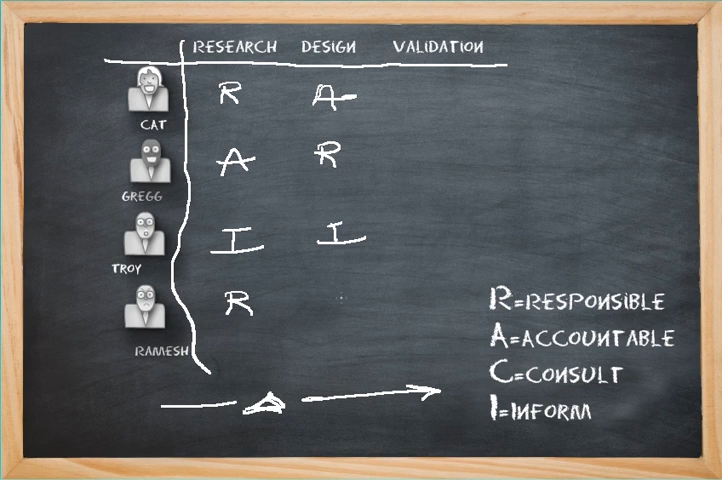 RESEARCH DESIGN VALIDATION
R A
CAT
A R
GREGG
I I
TROY
R
RAMESH
R=RESPONSIBLE
A=ACCOUNTABLE
C=CONSULT
I=INFORM
A